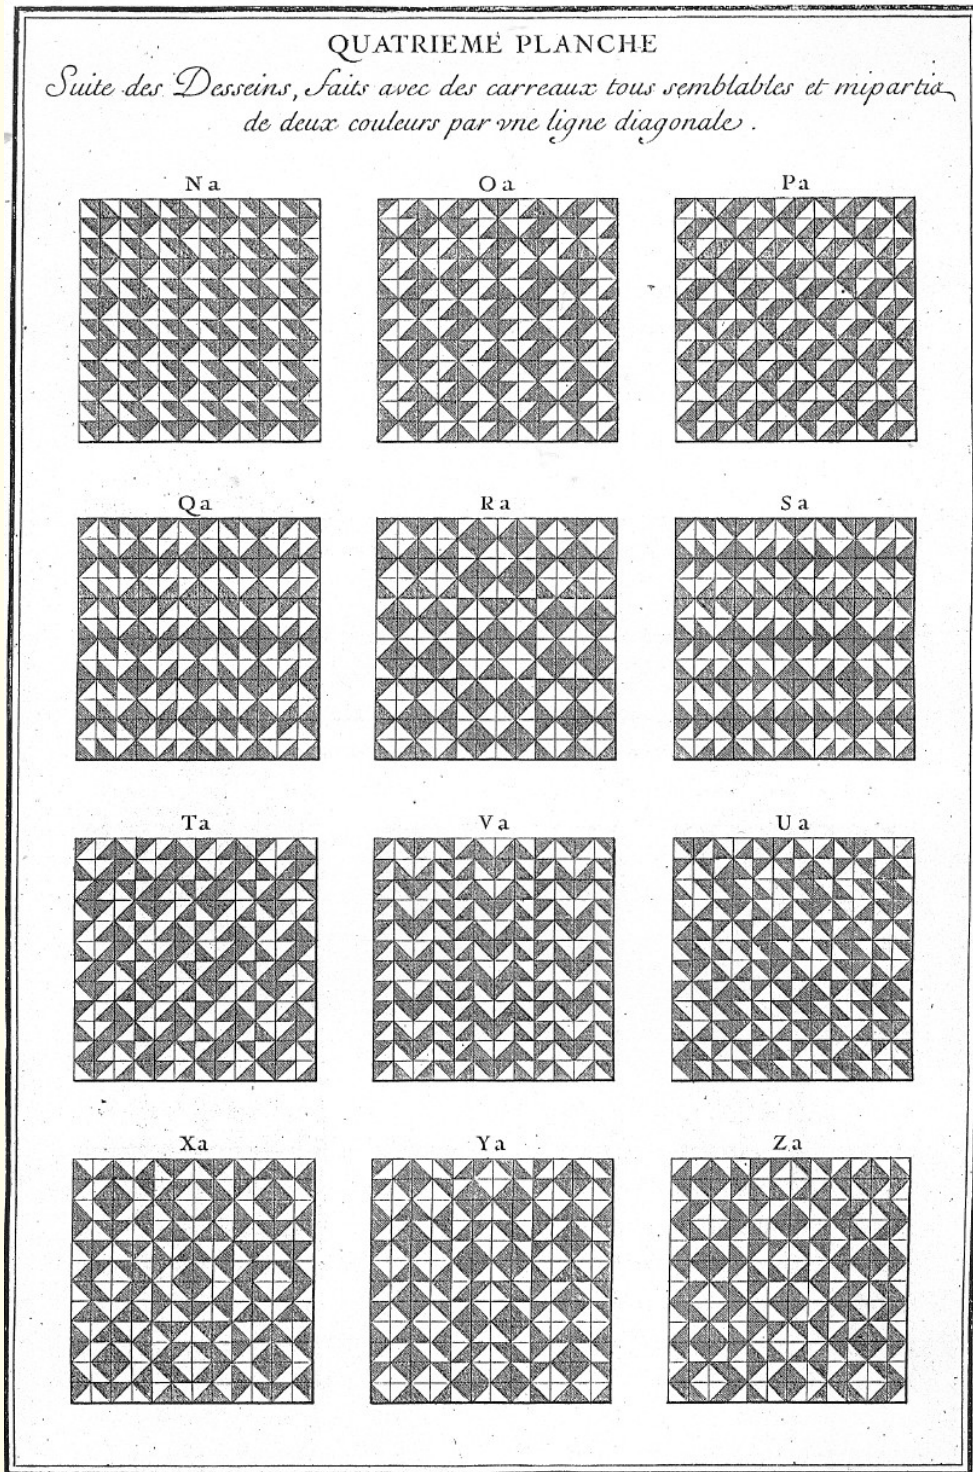 QUATRIEME PLANCHE
Suite des Desseins, faits avec des carreaux tous semblables et mipartis
de deux couleurs par vne ligne diagonale.
Na Oa Pa
Qa Ra Sa
Ta Va Ua
Xa Ya Za